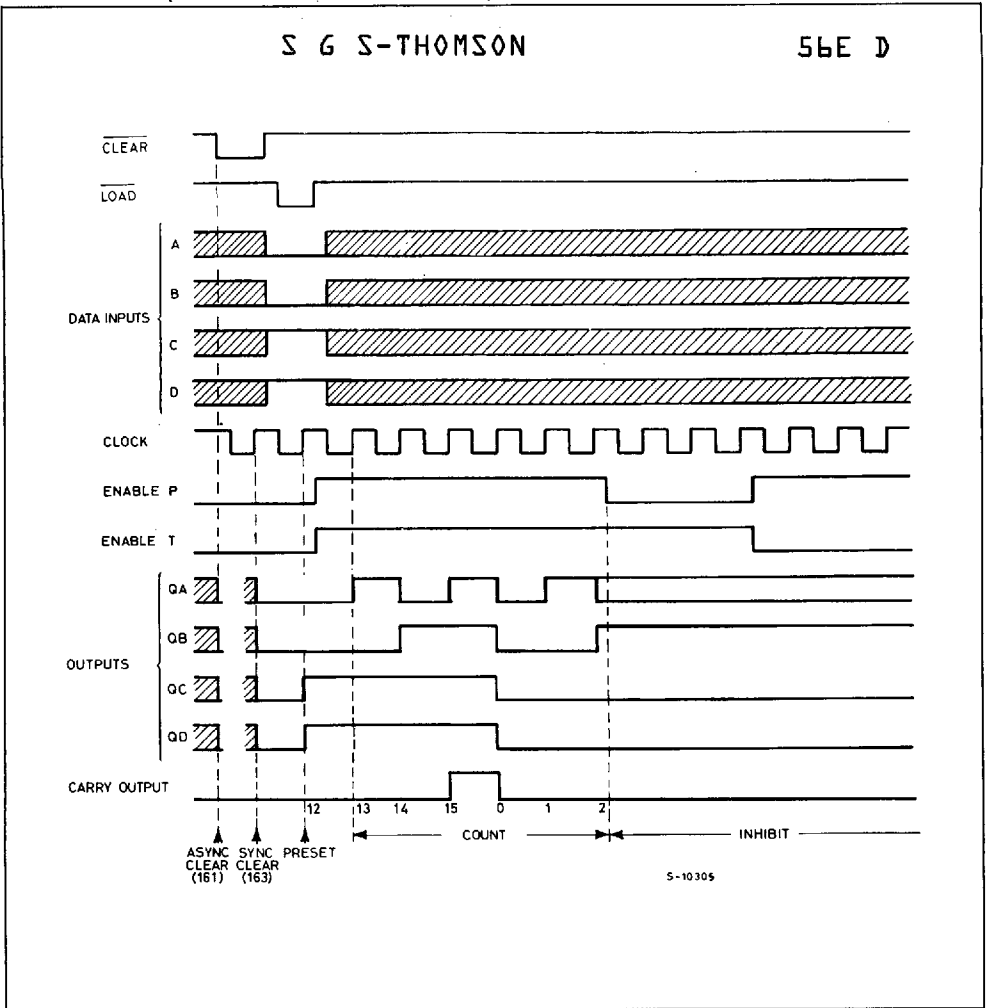 S G S-THOMSON 56E D
CLEAR
LOAD
A
B
DATA INPUTS
C
D
CLOCK
ENABLE P
ENABLE T
QA
QB
OUTPUTS
QC
QD
CARRY OUTPUT
12 13 14 15 0 1 2
COUNT INHIBIT
ASYNC SYNC PRESET
CLEAR CLEAR
(161) (163)
S-10305